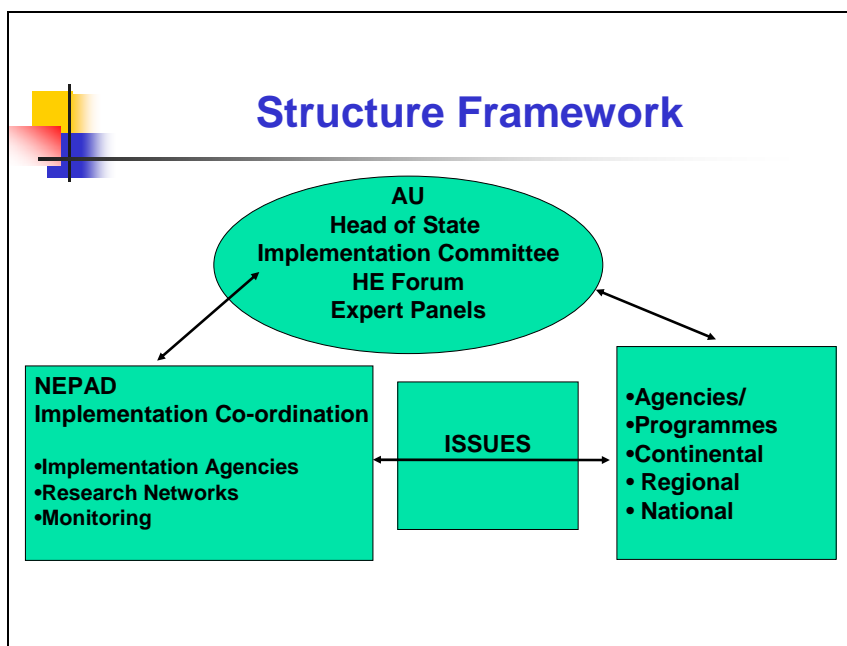 Structure Framework
AU
Head of State
Implementation Committee
HE Forum
Expert Panels
NEPAD
Implementation Co-ordination
•Implementation Agencies
•Research Networks
•Monitoring
ISSUES
•Agencies/
•Programmes
•Continental
• Regional
• National